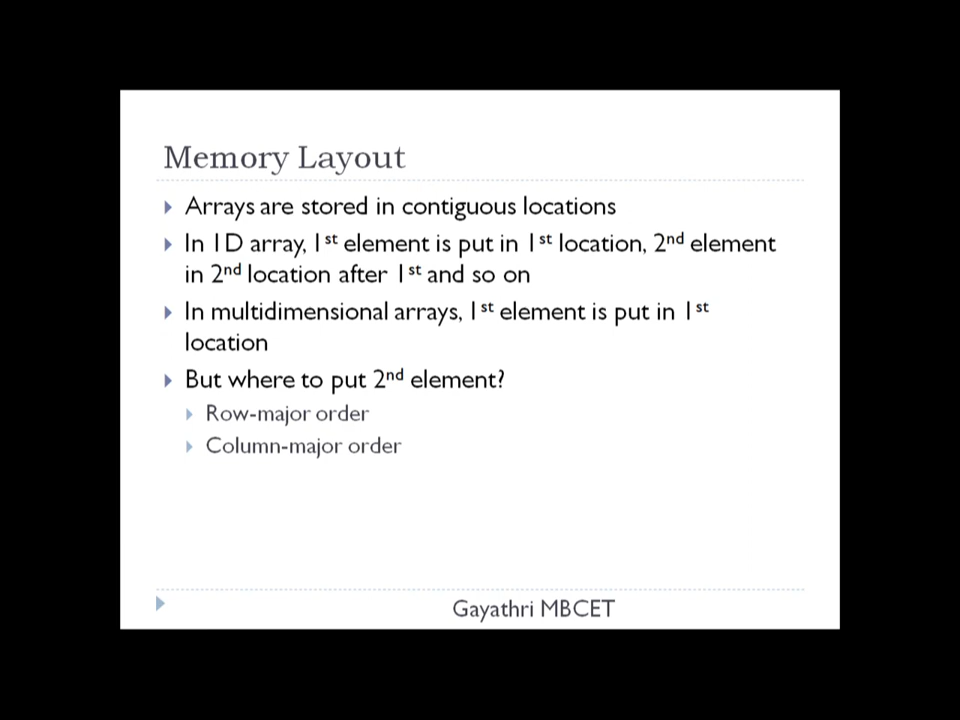 Memory Layout
Arrays are stored in contiguous locations
In 1D array, 1st element is put in 1st location, 2nd element
in 2nd location after 1st and so on
In multidimensional arrays, 1st element is put in 1st
location
But where to put 2nd element?
Row-major order
Column-major order
Gayathri MBCET